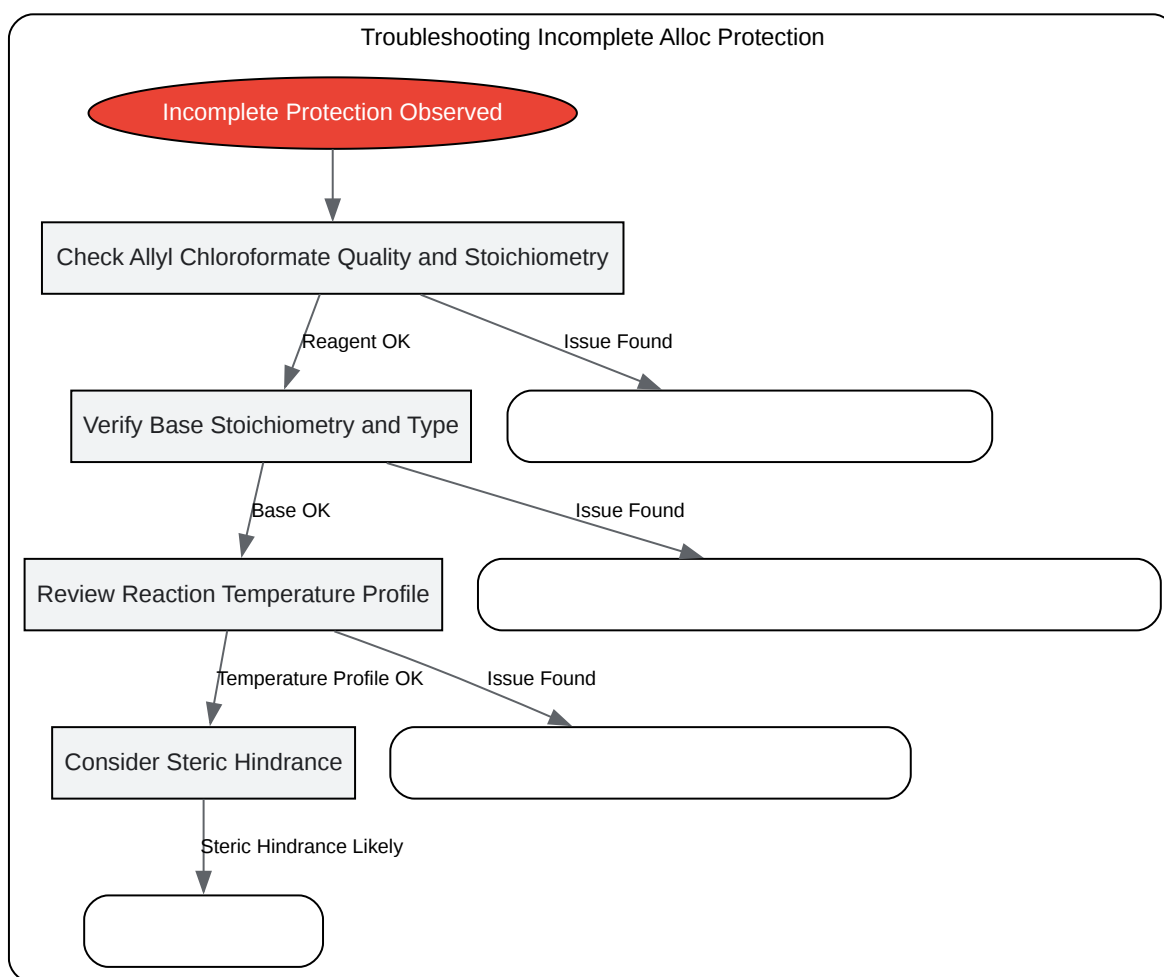 Troubleshooting Incomplete Alloc Protection
Incomplete Protection Observed
Check Allyl Chloroformate Quality and Stoichiometry
Reagent OK
Issue Found
Verify Base Stoichiometry and Type
Base OK
Issue Found
Review Reaction Temperature Profile
Temperature Profile OK
Issue Found
Consider Steric Hindrance
Steric Hindrance Likely